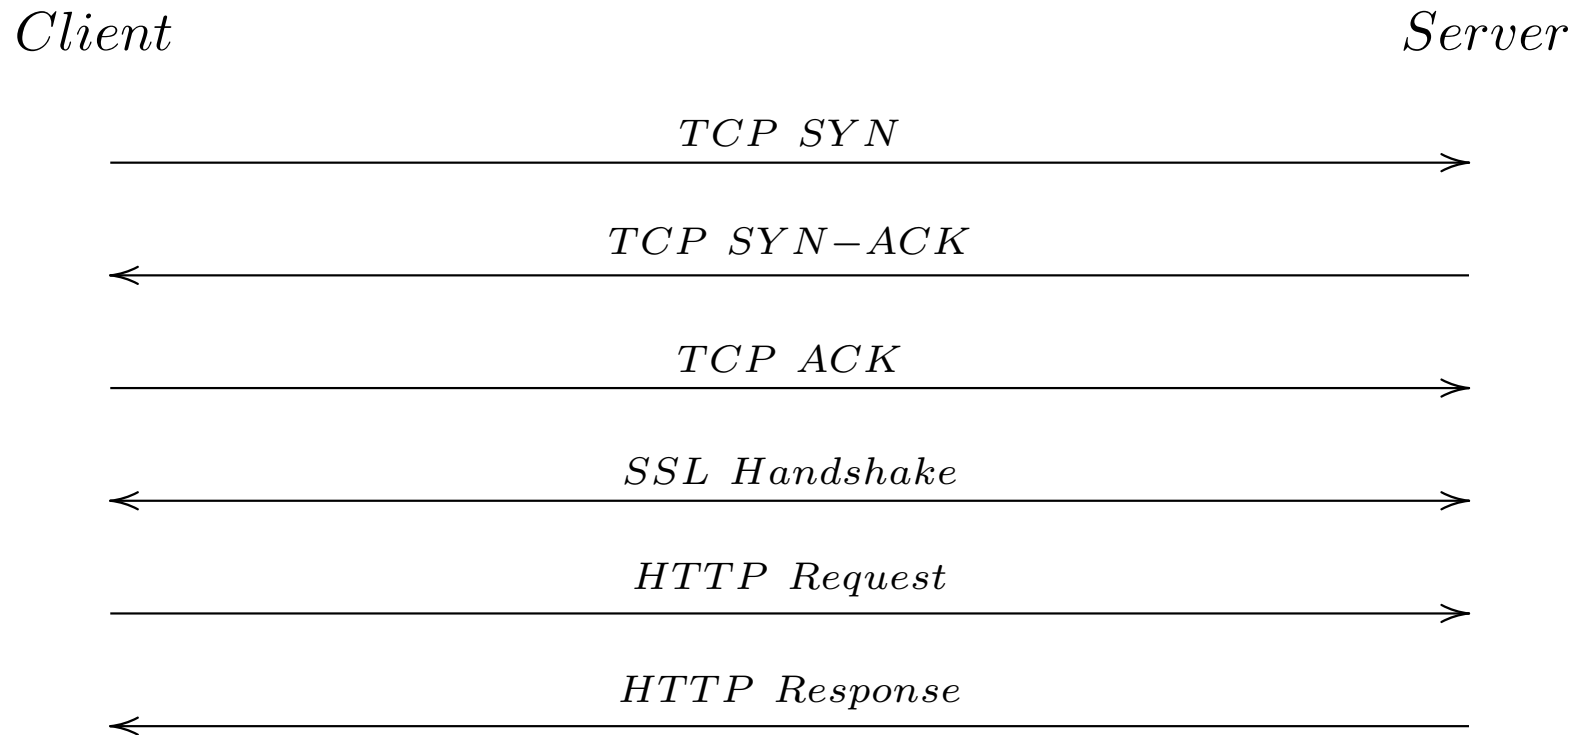 Client Server
TCP SYN
TCP SYN−ACK
TCP ACK
SSL Handshake
HTTP Request
HTTP Response